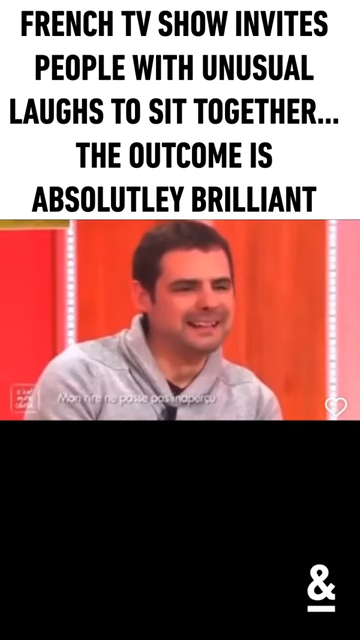 FRENCH TV SHOW INVITES
PEOPLE WITH UNUSUAL
LAUGHS TO SIT TOGETHER...
THE OUTCOME IS
ABSOLUTLEY BRILLIANT
Mon rire ne passe pas inaperçu
&